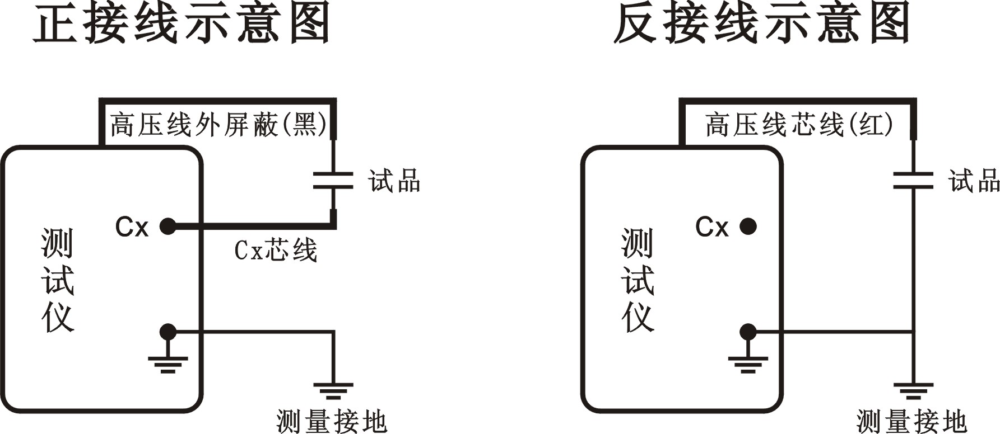 正接线示意图
高压线外屏蔽(黑)
试品
Cx
Cx芯线
测试仪
测量接地
反接线示意图
高压线芯线(红)
试品
Cx
测试仪
测量接地